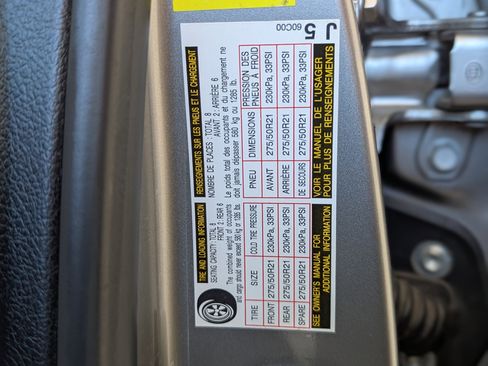 TIRE AND LOADING INFORMATION
SEATING CAPACITY: TOTAL 8
FRONT 2: REAR 6
The combined weight of occupants
and cargo should never exceed 580 kg or 1285 lbs.
TIRE SIZE COLD TIRE PRESSURE
FRONT 275/50R21 230kPa, 33PSI
REAR 275/50R21 230kPa, 33PSI
SPARE 275/50R21 230kPa, 33PSI
SEE OWNER'S MANUAL FOR
ADDITIONAL INFORMATION
RENSEIGNEMENTS SUR LES PNEUS ET LE CHARGEMENT
NOMBRE DE PLACES : TOTAL 8
AVANT 2 : ARRIÈRE 6
Le poids total des occupants et du chargement ne
doit jamais dépasser 580 kg ou 1285 lb.
PNEU DIMENSIONS PRESSION DES
PNEUS À FROID
AVANT 275/50R21 230kPa, 33PSI
ARRIÈRE 275/50R21 230kPa, 33PSI
DE SECOURS 275/50R21 230kPa, 33PSI
VOIR LE MANUEL DE L'USAGER
POUR PLUS DE RENSEIGNEMENTS
J 5
60C00